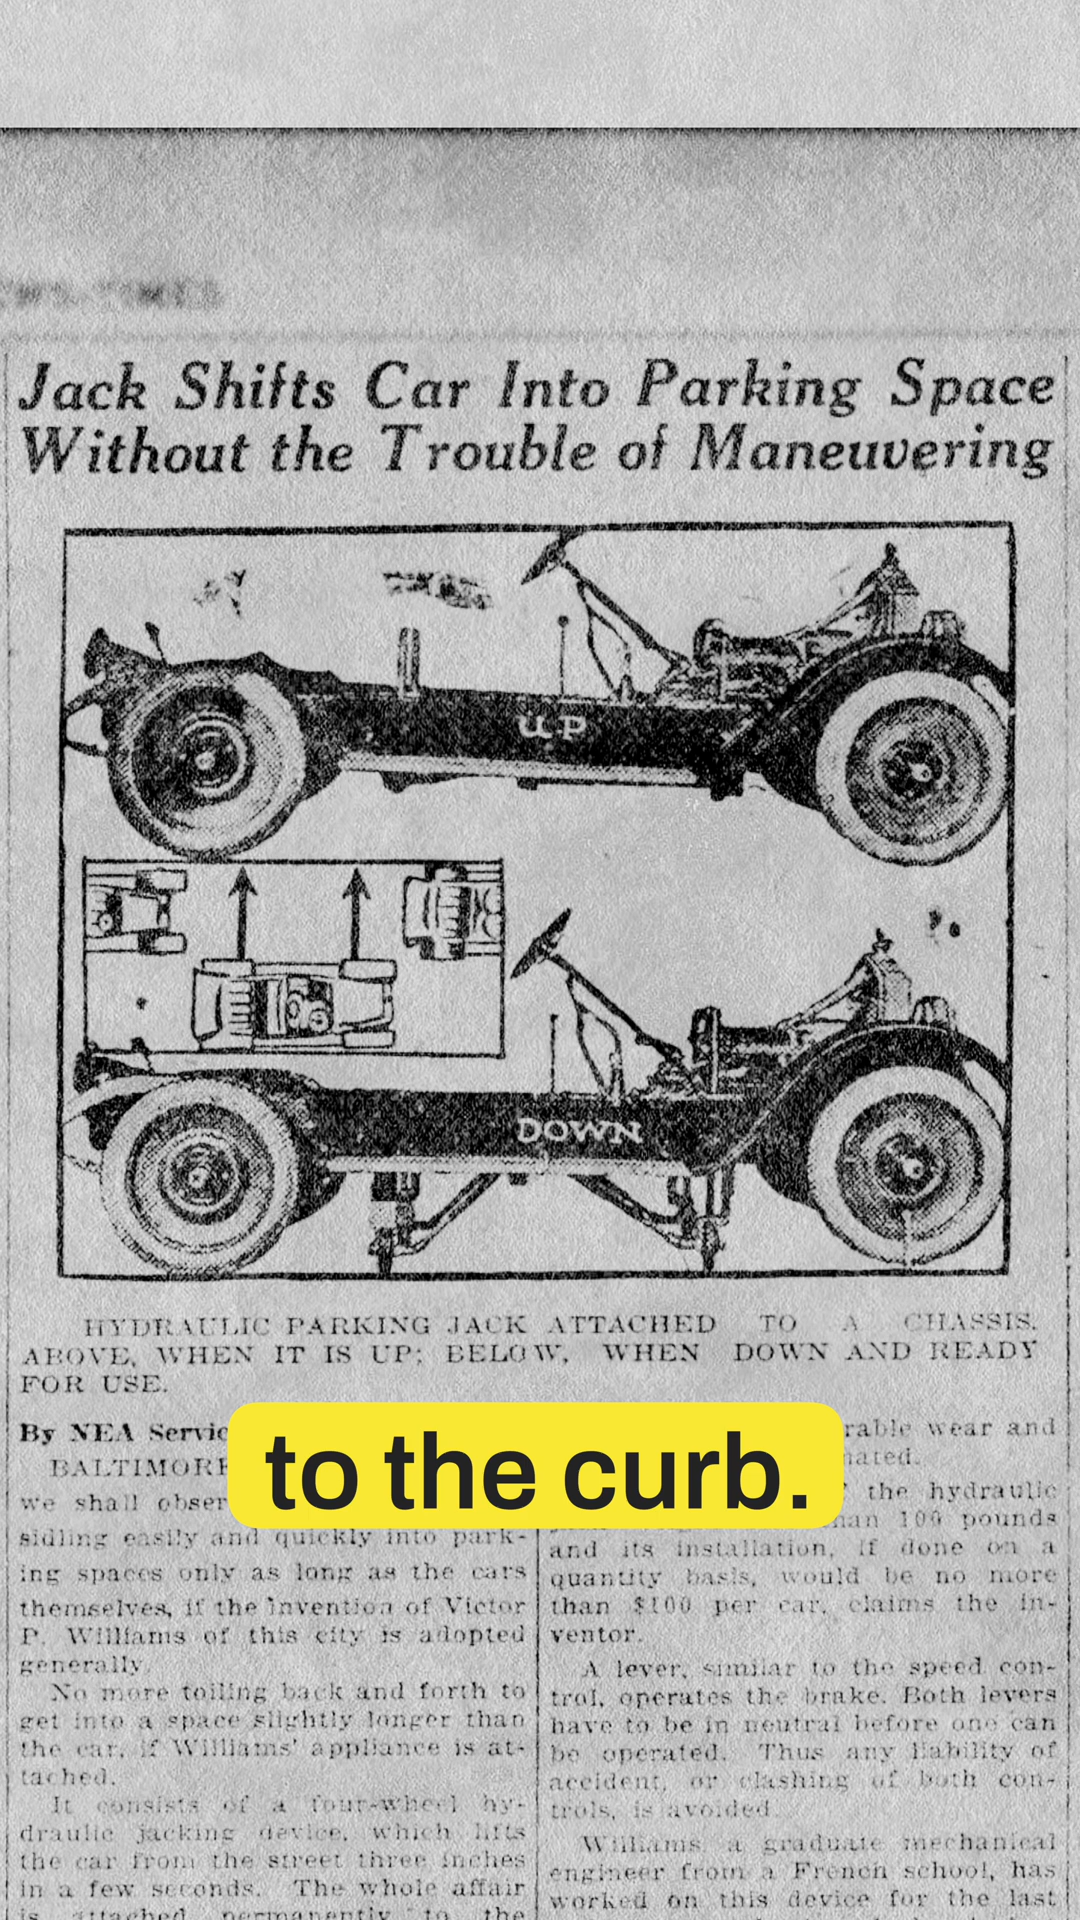 Jack Shifts Car Into Parking Space
Without the Trouble of Maneuvering
UP
DOWN
HYDRAULIC PARKING JACK ATTACHED TO A CHASSIS.
ABOVE, WHEN IT IS UP; BELOW, WHEN DOWN AND READY
FOR USE.
to the curb.
By NEA
BALTIMORE
we shall
sidling easily and quickly into park-
ing spaces only as long as the cars
themselves, if the invention of Victor
P. Williams of this city is adopted
generally.
No more toiling back and forth to
get into a space slightly longer than
the car, if Williams' appliance is at-
tached.
It consists of a four-wheel hy-
draulic jacking device, which lifts
the car from the street three inches
in a few seconds. The whole affair
is attached permanently to the
wear and
the hydraulic
100 pounds
and its installation, if done on a
quantity basis, would be no more
than $100 per car, claims the in-
ventor.
A lever, similar to the speed con-
trol, operates the brake. Both levers
have to be in neutral before one can
be operated. Thus any liability of
accident, or clashing of both con-
trols, is avoided.
Williams, a graduate mechanical
engineer from a French school, has
worked on this device for the last